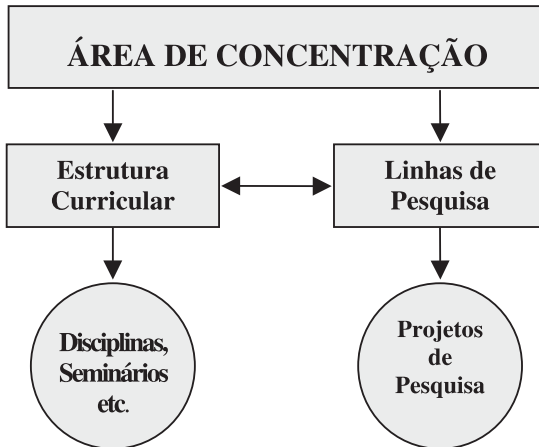 ÁREA DE CONCENTRAÇÃO
Estrutura
Curricular
Linhas de
Pesquisa
Disciplinas,
Seminários
etc.
Projetos
de
Pesquisa